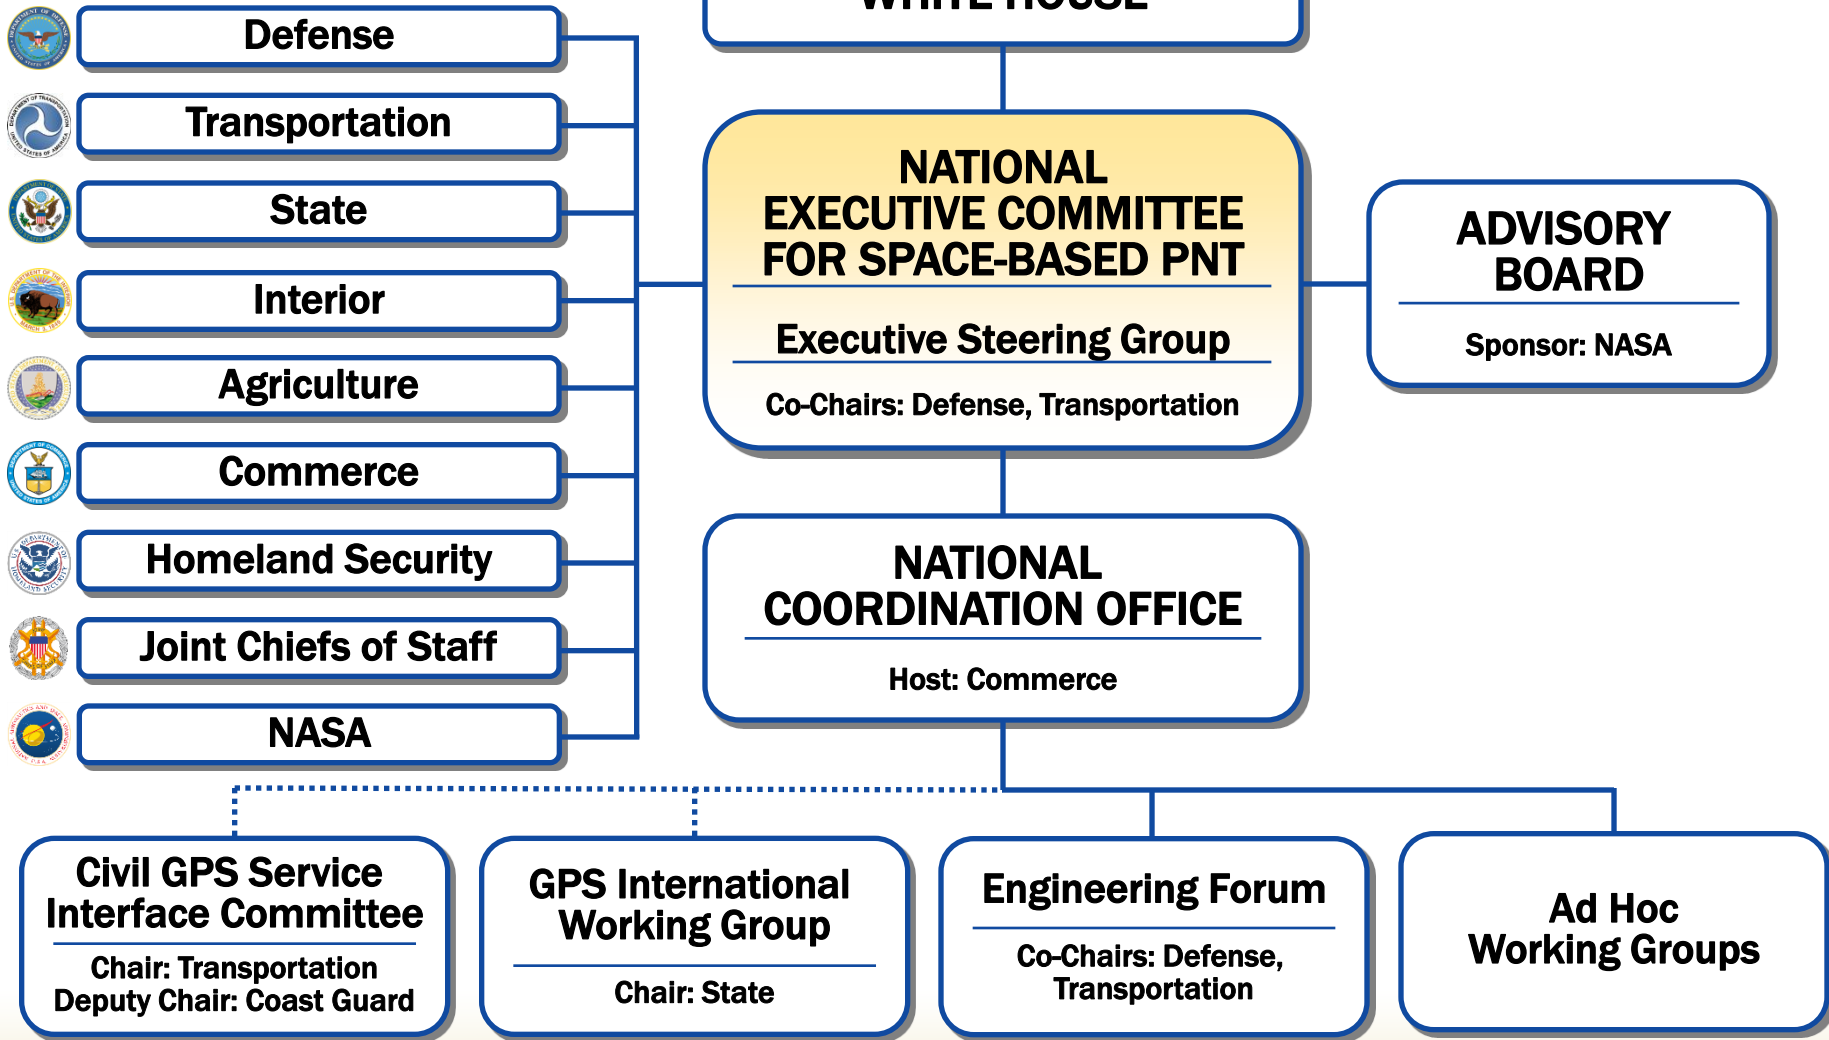 WHITE HOUSE
Defense
Transportation
State
Interior
Agriculture
Commerce
Homeland Security
Joint Chiefs of Staff
NASA
NATIONAL
EXECUTIVE COMMITTEE
FOR SPACE-BASED PNT
Executive Steering Group
Co-Chairs: Defense, Transportation
ADVISORY
BOARD
Sponsor: NASA
NATIONAL
COORDINATION OFFICE
Host: Commerce
Civil GPS Service
Interface Committee
Chair: Transportation
Deputy Chair: Coast Guard
GPS International
Working Group
Chair: State
Engineering Forum
Co-Chairs: Defense,
Transportation
Ad Hoc
Working Groups